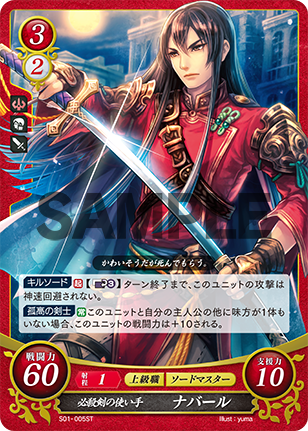 3
2
SAMPLE
かわいそうだが死んでもらう。
キルソード 起 【 3】ターン終了まで、このユニットの攻撃は
神速回避されない。
孤高の剣士 常 このユニットと自分の主人公の他に味方が1体も
いない場合、このユニットの戦闘力は+10される。
戦闘力
60
射程 1 上級職 ソードマスター
支援力
10
必殺剣の使い手 ナバール
S01-005ST
Illust : yuma